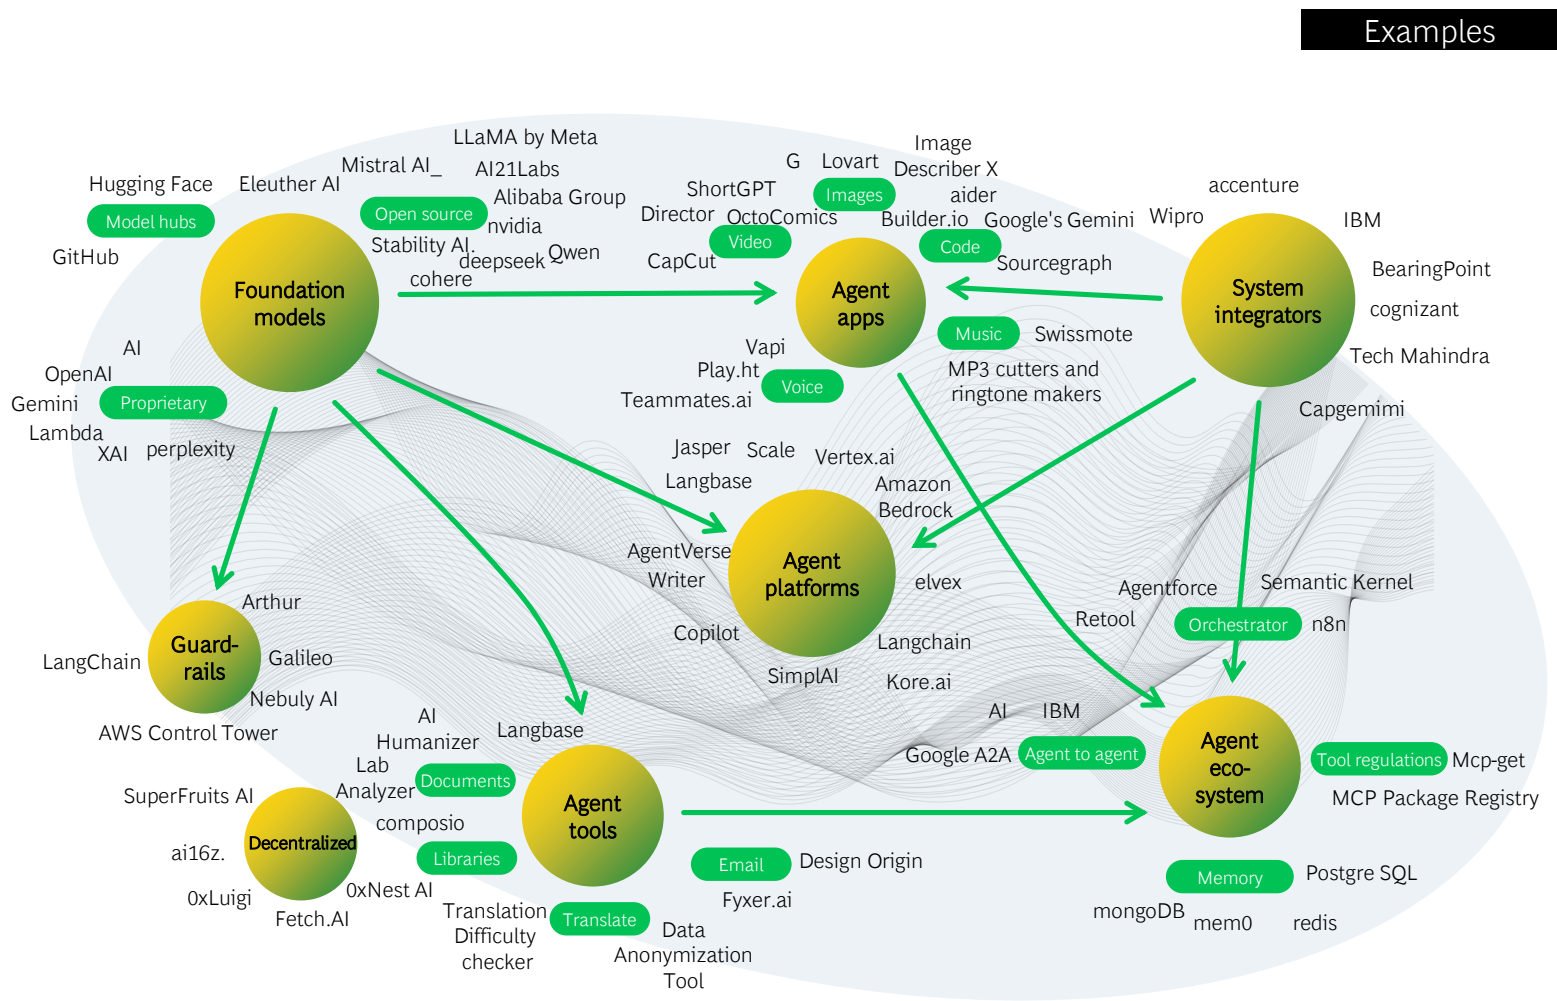 Examples
LLaMA by Meta
Mistral AI_
AI21Labs
Hugging Face
Eleuther AI
Alibaba Group
Model hubs
Open source
nvidia
GitHub
Stability AI.
deepseek
Qwen
cohere
Foundation
models
AI
OpenAI
Gemini
Proprietary
Lambda
XAI
perplexity
G
Lovart
Image
Describer X
ShortGPT
Images
aider
Director
OctoComics
Builder.io
Google's Gemini
Video
Code
CapCut
Sourcegraph
Agent
apps
Music
Swissmote
Vapi
Play.ht
Voice
MP3 cutters and
ringtone makers
Teammates.ai
accenture
Wipro
IBM
BearingPoint
System
integrators
cognizant
Tech Mahindra
Capgemimi
Jasper
Scale
Vertex.ai
Langbase
Amazon
Bedrock
AgentVerse
Writer
Agent
platforms
elvex
Copilot
Langchain
SimplAI
Kore.ai
Agentforce
Semantic Kernel
Retool
Orchestrator
n8n
Arthur
Guard-
rails
LangChain
Galileo
Nebuly AI
AWS Control Tower
AI
Humanizer
Langbase
Lab
Analyzer
Documents
composio
Agent
tools
Libraries
Email
Design Origin
Fyxer.ai
Translation
Difficulty
checker
Translate
Data
Anonymization
Tool
SuperFruits AI
Decentralized
ai16z.
0xLuigi
0xNest AI
Fetch.AI
AI
IBM
Google A2A
Agent to agent
Agent
eco-
system
Tool regulations
Mcp-get
MCP Package Registry
Memory
Postgre SQL
mongoDB
mem0
redis